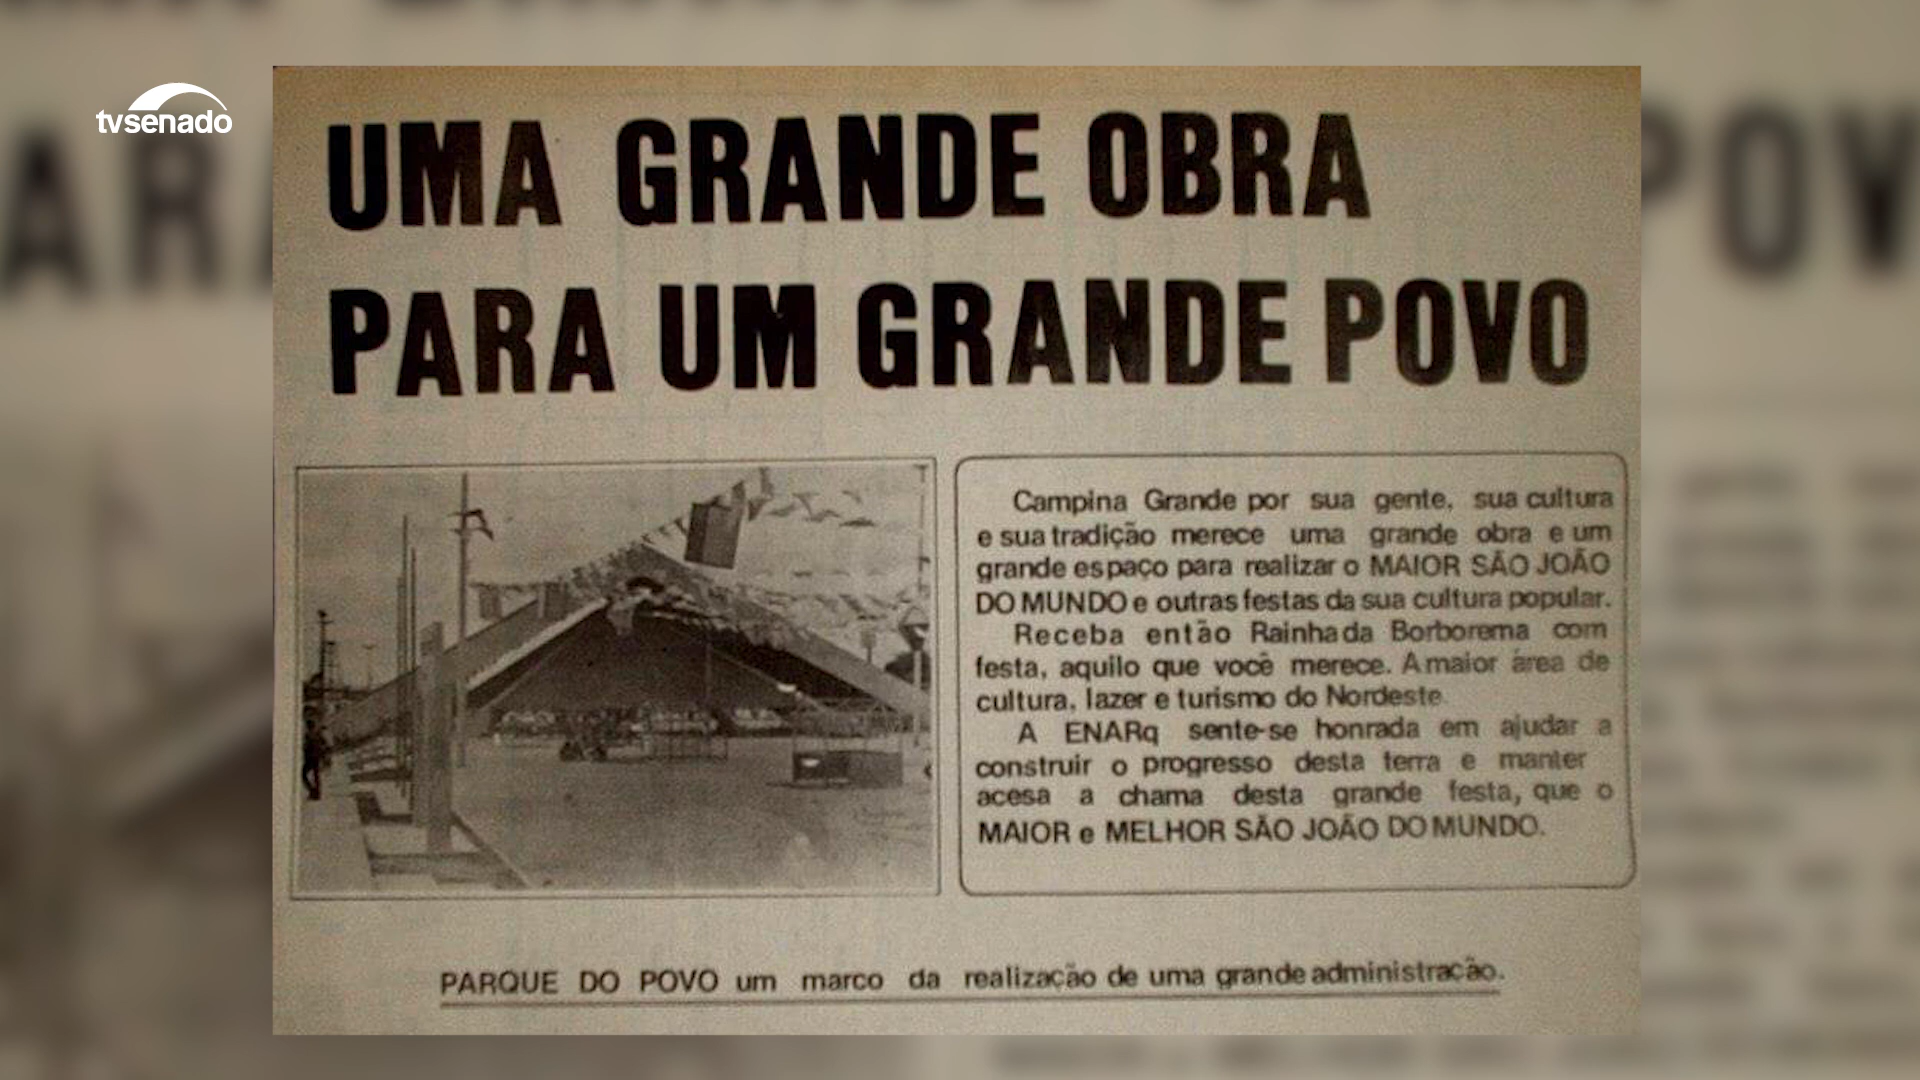 tvsenado
UMA GRANDE OBRA
PARA UM GRANDE POVO
Campina Grande por sua gente, sua cultura
e sua tradição merece uma grande obra e um
grande espaço para realizar o MAIOR SÃO JOÃO
DO MUNDO e outras festas da sua cultura popular.
Receba então Rainha da Borborema com
festa, aquilo que você merece. A maior área de
cultura, lazer e turismo do Nordeste.
A ENARq sente-se honrada em ajudar a
construir o progresso desta terra e manter
acesa a chama desta grande festa, que o
MAIOR e MELHOR SÃO JOÃO DO MUNDO.
PARQUE DO POVO um marco da realização de uma grande administração.